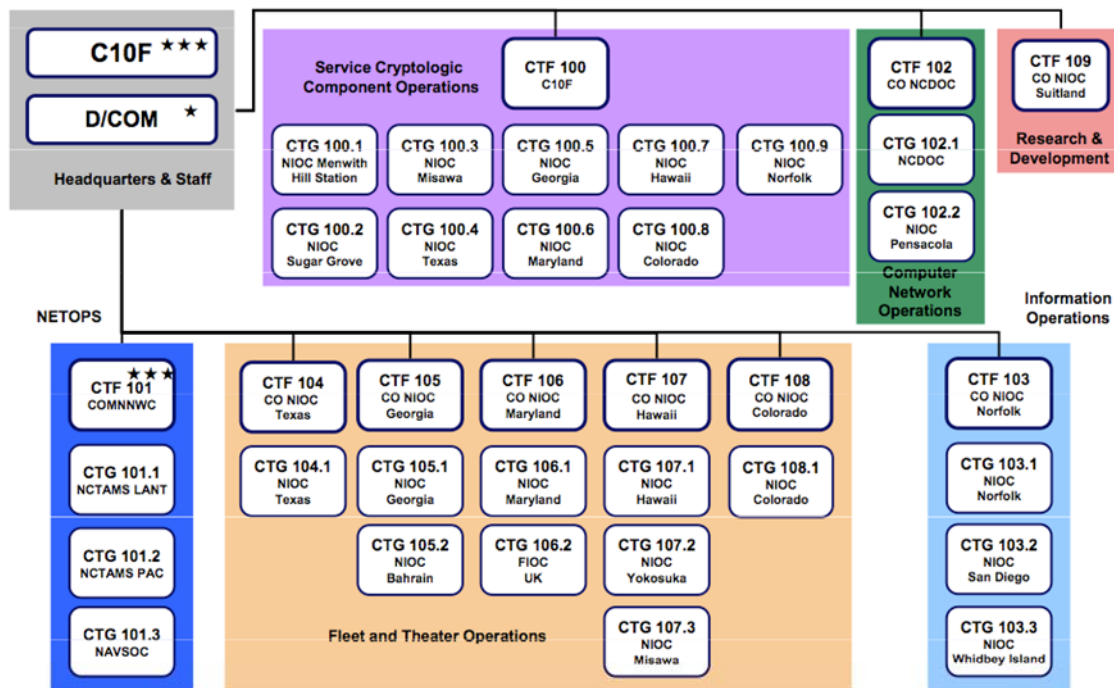 C10F ★★★
D/COM ★
Headquarters & Staff
Service Cryptologic
Component Operations
CTF 100
C10F
CTG 100.1
NIOC Menwith
Hill Station
CTG 100.3
NIOC
Misawa
CTG 100.5
NIOC
Georgia
CTG 100.7
NIOC
Hawaii
CTG 100.9
NIOC
Norfolk
CTG 100.2
NIOC
Sugar Grove
CTG 100.4
NIOC
Texas
CTG 100.6
NIOC
Maryland
CTG 100.8
NIOC
Colorado
CTF 102
CO NCDOC
CTG 102.1
NCDOC
CTG 102.2
NIOC
Pensacola
Computer
Network
Operations
CTF 109
CO NIOC
Suitland
Research &
Development
NETOPS
Information
Operations
★★★
CTF 101
COMNNWC
CTG 101.1
NCTAMS LANT
CTG 101.2
NCTAMS PAC
CTG 101.3
NAVSOC
CTF 104
CO NIOC
Texas
CTF 105
CO NIOC
Georgia
CTF 106
CO NIOC
Maryland
CTF 107
CO NIOC
Hawaii
CTF 108
CO NIOC
Colorado
CTG 104.1
NIOC
Texas
CTG 105.1
NIOC
Georgia
CTG 106.1
NIOC
Maryland
CTG 107.1
NIOC
Hawaii
CTG 108.1
NIOC
Colorado
CTG 105.2
NIOC
Bahrain
CTG 106.2
FIOC
UK
CTG 107.2
NIOC
Yokosuka
CTG 107.3
NIOC
Misawa
Fleet and Theater Operations
CTF 103
CO NIOC
Norfolk
CTG 103.1
NIOC
Norfolk
CTG 103.2
NIOC
San Diego
CTG 103.3
NIOC
Whidbey Island